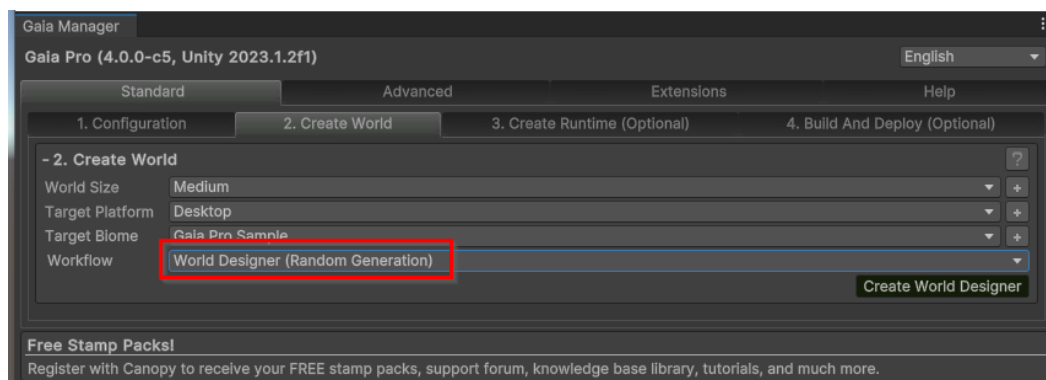 Gaia Manager
Gaia Pro (4.0.0-c5, Unity 2023.1.2f1) English
Standard Advanced Extensions Help
1. Configuration 2. Create World 3. Create Runtime (Optional) 4. Build And Deploy (Optional)
- 2. Create World ?
World Size Medium +
Target Platform Desktop +
Target Biome Gaia Pro Sample +
Workflow World Designer (Random Generation)
Create World Designer
Free Stamp Packs!
Register with Canopy to receive your FREE stamp packs, support forum, knowledge base library, tutorials, and much more.